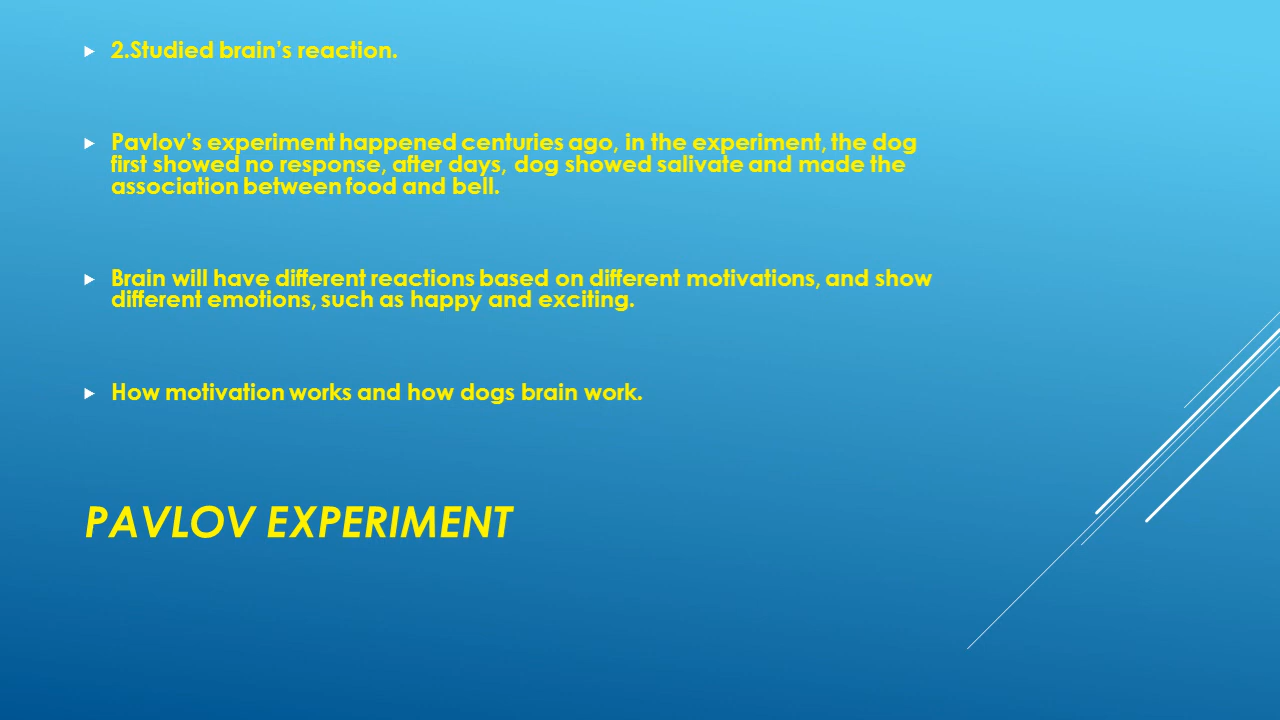 2.Studied brain's reaction.
Pavlov's experiment happened centuries ago, in the experiment, the dog
first showed no response, after days, dog showed salivate and made the
association between food and bell.
Brain will have different reactions based on different motivations, and show
different emotions, such as happy and exciting.
How motivation works and how dogs brain work.
PAVLOV EXPERIMENT